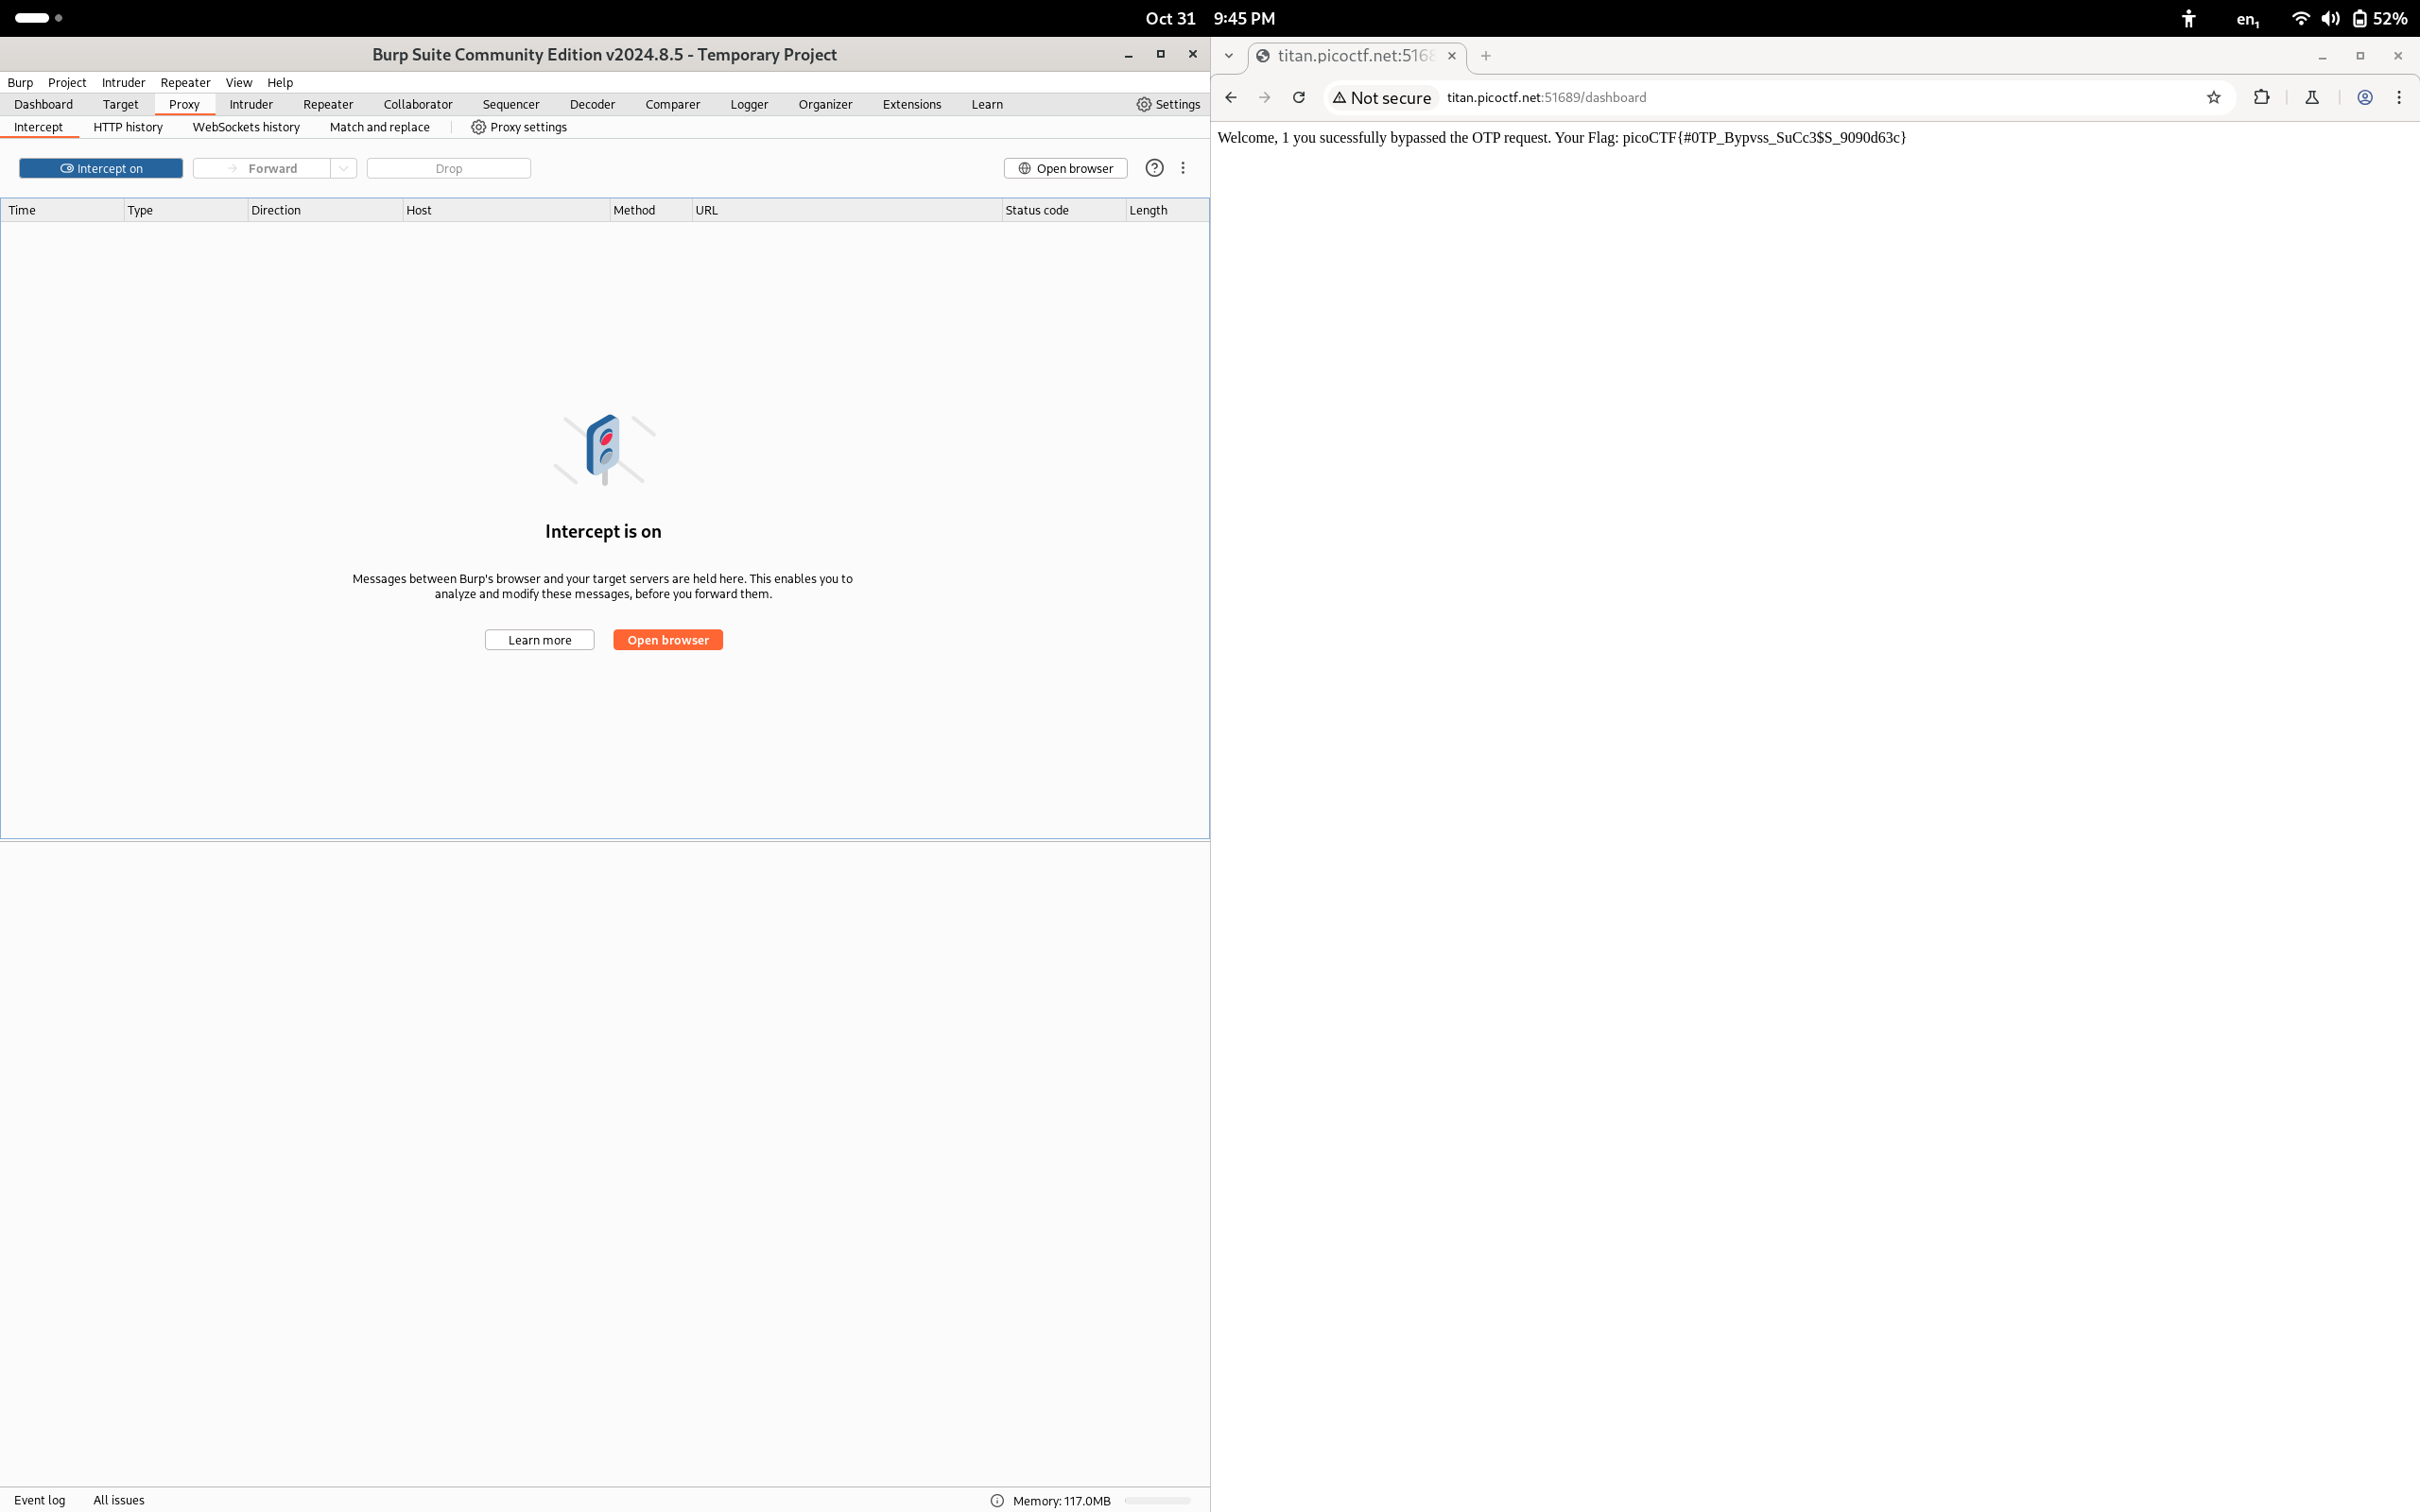 Oct 31 9:45 PM
en1
52%
Burp Suite Community Edition v2024.8.5 - Temporary Project
Burp Project Intruder Repeater View Help
Dashboard Target Proxy Intruder Repeater Collaborator Sequencer Decoder Comparer Logger Organizer Extensions Learn Settings
Intercept HTTP history WebSockets history Match and replace Proxy settings
Intercept on Forward Drop Open browser
Time Type Direction Host Method URL Status code Length
Intercept is on
Messages between Burp's browser and your target servers are held here. This enables you to
analyze and modify these messages, before you forward them.
Learn more Open browser
Event log All issues Memory: 117.0MB
titan.picoctf.net:5168
Not secure titan.picoctf.net:51689/dashboard
Welcome, 1 you sucessfully bypassed the OTP request. Your Flag: picoCTF{#0TP_Bypvss_SuCc3$S_9090d63c}